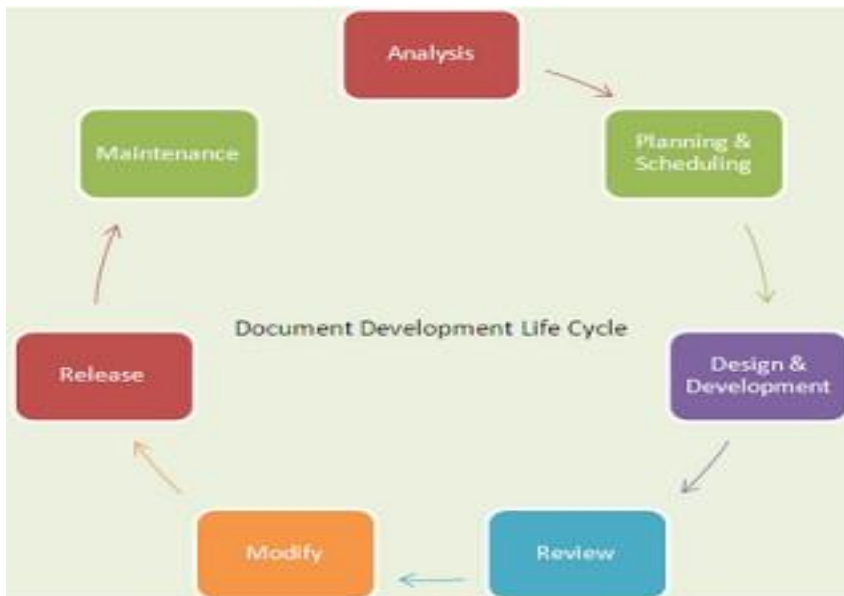 Analysis
Planning &
Scheduling
Design &
Development
Review
Modify
Release
Maintenance
Document Development Life Cycle